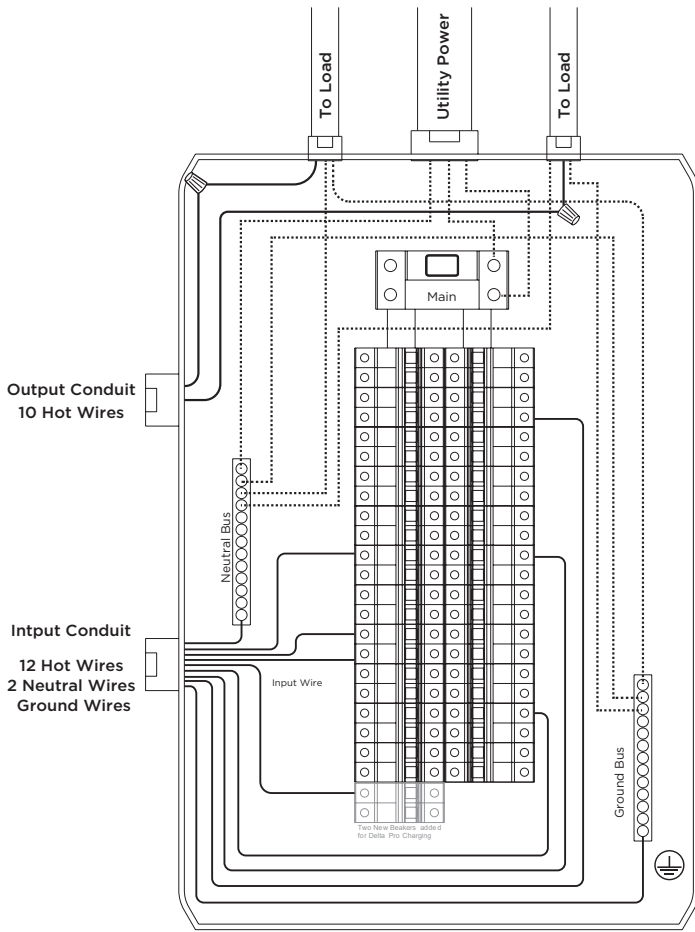 To Load
Utility Power
To Load
Main
Output Conduit
10 Hot Wires
Neutral Bus
Intput Conduit
12 Hot Wires
2 Neutral Wires
Ground Wires
Input Wire
Ground Bus
Two New Beakers added
for Delta Pro Charging